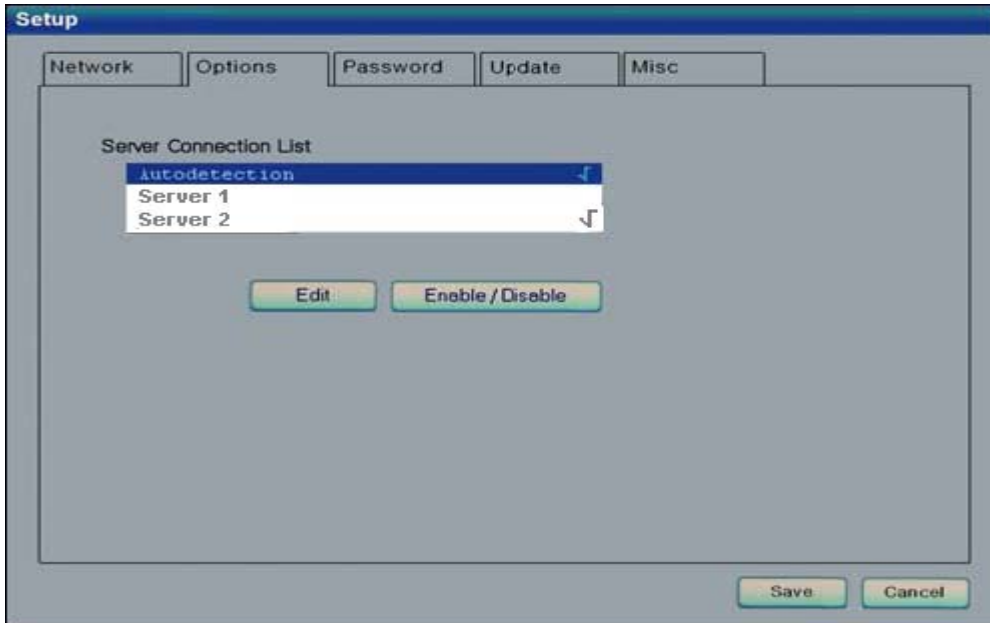 Setup
Network Options Password Update Misc
Server Connection List
Autodetection √
Server 1
Server 2 √
Edit Enable / Disable
Save Cancel